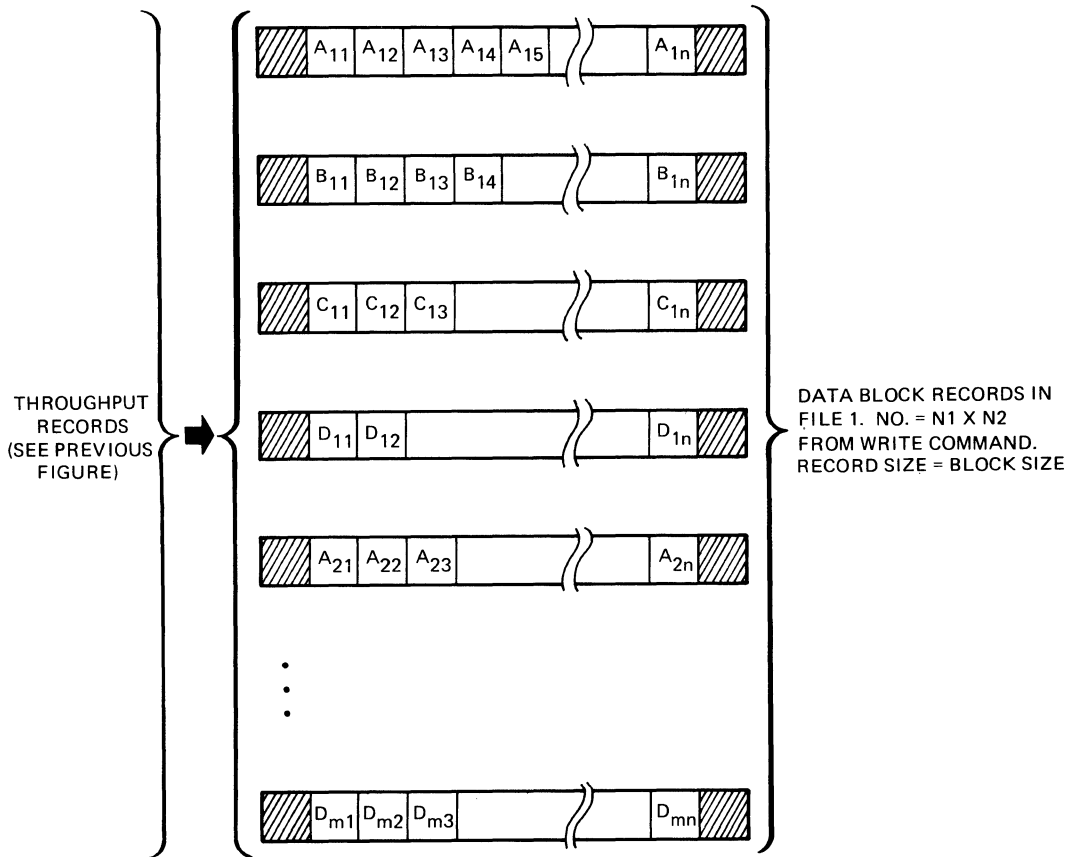 A11 A12 A13 A14 A15 A1n
B11 B12 B13 B14 B1n
C11 C12 C13 C1n
THROUGHPUT
RECORDS
(SEE PREVIOUS
FIGURE)
D11 D12 D1n
DATA BLOCK RECORDS IN
FILE 1. NO. = N1 X N2
FROM WRITE COMMAND.
RECORD SIZE = BLOCK SIZE
A21 A22 A23 A2n
Dm1 Dm2 Dm3 Dmn